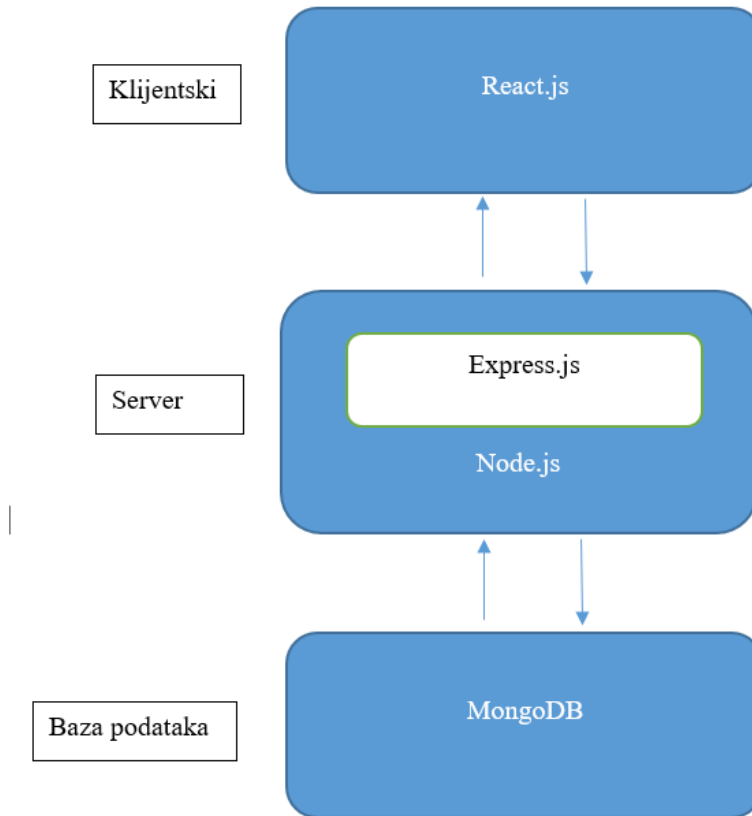 Klijentski
React.js
Server
Express.js
Node.js
Baza podataka
MongoDB